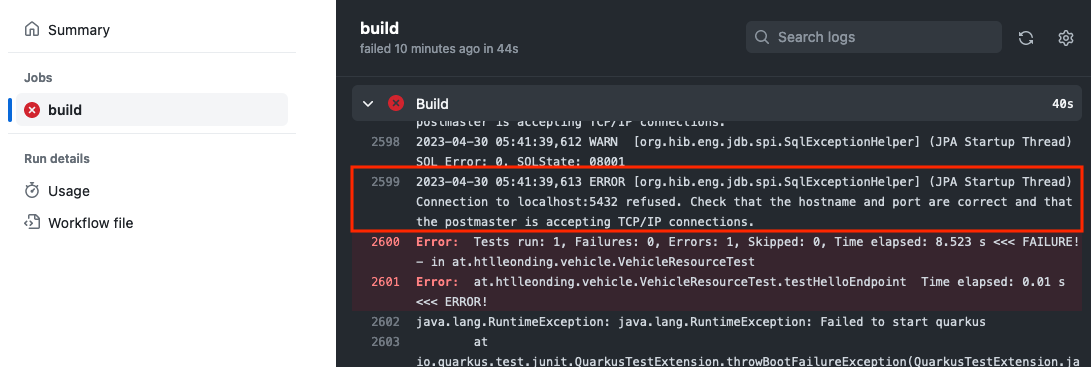 Summary
Jobs
build
Run details
Usage
Workflow file
build
failed 10 minutes ago in 44s
Search logs
Build
40s
postmaster is accepting TCP/IP connections.
2598 2023-04-30 05:41:39,612 WARN  [org.hib.eng.jdb.spi.SqlExceptionHelper] (JPA Startup Thread)
SQL Error: 0, SQLState: 08001
2599 2023-04-30 05:41:39,613 ERROR [org.hib.eng.jdb.spi.SqlExceptionHelper] (JPA Startup Thread)
Connection to localhost:5432 refused. Check that the hostname and port are correct and that
the postmaster is accepting TCP/IP connections.
2600 Error:  Tests run: 1, Failures: 0, Errors: 1, Skipped: 0, Time elapsed: 8.523 s <<< FAILURE!
- in at.htlleonding.vehicle.VehicleResourceTest
2601 Error:  at.htlleonding.vehicle.VehicleResourceTest.testHelloEndpoint  Time elapsed: 0.01 s
<<< ERROR!
2602 java.lang.RuntimeException: java.lang.RuntimeException: Failed to start quarkus
2603 at
io.quarkus.test.junit.QuarkusTestExtension.throwBootFailureException(QuarkusTestExtension.ja